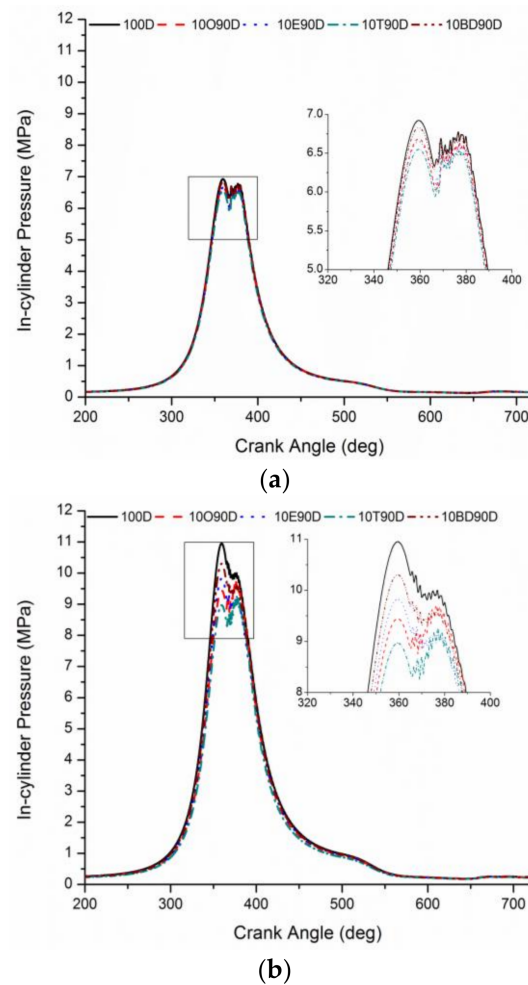 100D 10O90D 10E90D 10T90D 10BD90D
12
11
10
9
8
7
6
5
4
3
2
1
0
In-cylinder Pressure (MPa)
7.0
6.5
6.0
5.5
5.0
320 340 360 380 400
200 300 400 500 600 700
Crank Angle (deg)
(a)
100D 10O90D 10E90D 10T90D 10BD90D
12
11
10
9
8
7
6
5
4
3
2
1
0
In-cylinder Pressure (MPa)
11
10
9
8
320 340 360 380 400
200 300 400 500 600 700
Crank Angle (deg)
(b)